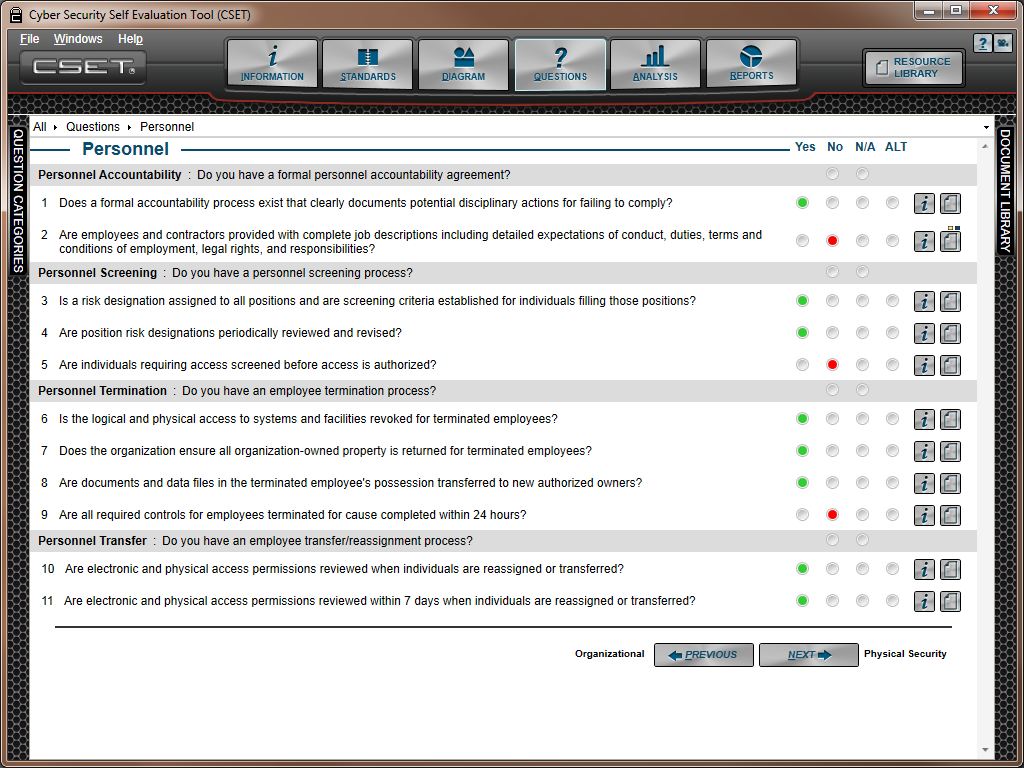 Cyber Security Self Evaluation Tool (CSET)
File Windows Help
CSET
INFORMATION
STANDARDS
DIAGRAM
QUESTIONS
ANALYSIS
REPORTS
RESOURCE
LIBRARY
QUESTION CATEGORIES
DOCUMENT LIBRARY
All Questions Personnel
Personnel Yes No N/A ALT
Personnel Accountability : Do you have a formal personnel accountability agreement?
1 Does a formal accountability process exist that clearly documents potential disciplinary actions for failing to comply?
2 Are employees and contractors provided with complete job descriptions including detailed expectations of conduct, duties, terms and
conditions of employment, legal rights, and responsibilities?
Personnel Screening : Do you have a personnel screening process?
3 Is a risk designation assigned to all positions and are screening criteria established for individuals filling those positions?
4 Are position risk designations periodically reviewed and revised?
5 Are individuals requiring access screened before access is authorized?
Personnel Termination : Do you have an employee termination process?
6 Is the logical and physical access to systems and facilities revoked for terminated employees?
7 Does the organization ensure all organization-owned property is returned for terminated employees?
8 Are documents and data files in the terminated employee's possession transferred to new authorized owners?
9 Are all required controls for employees terminated for cause completed within 24 hours?
Personnel Transfer : Do you have an employee transfer/reassignment process?
10 Are electronic and physical access permissions reviewed when individuals are reassigned or transferred?
11 Are electronic and physical access permissions reviewed within 7 days when individuals are reassigned or transferred?
Organizational PREVIOUS NEXT Physical Security